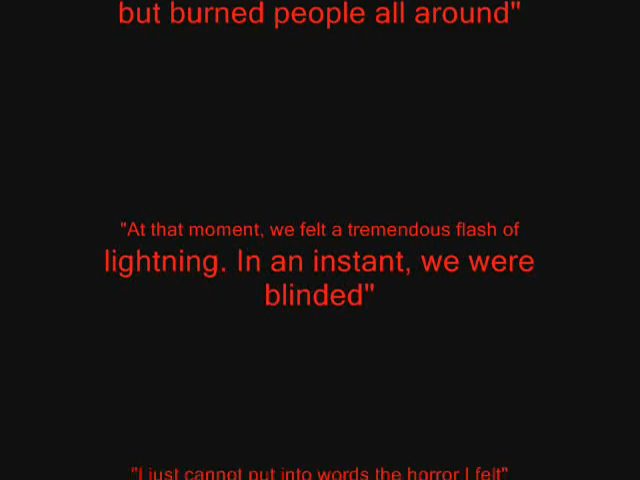 but burned people all around"
"At that moment, we felt a tremendous flash of
lightning. In an instant, we were
blinded"
"I just cannot put into words the horror I felt"